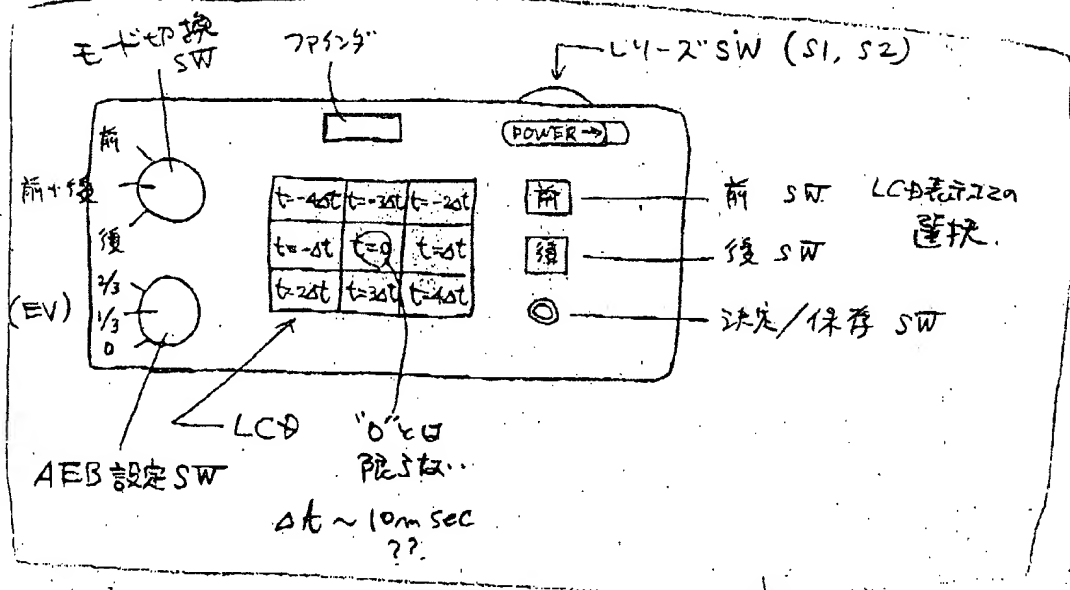 モード切換
SW
ファインダ
レリーズSW (S1, S2)
POWER→
前
前+後
後
t=-4Δt t=-3Δt t=-2Δt
t=-Δt t=0 t=Δt
t=2Δt t=3Δt t=4Δt
前
後
前 SW
後 SW
LCD表示コマの
選択.
決定/保存 SW
(EV)
2/3
1/3
0
AEB設定SW
LCD
"0"とは
限らない..
Δt ~ 10m sec
??.